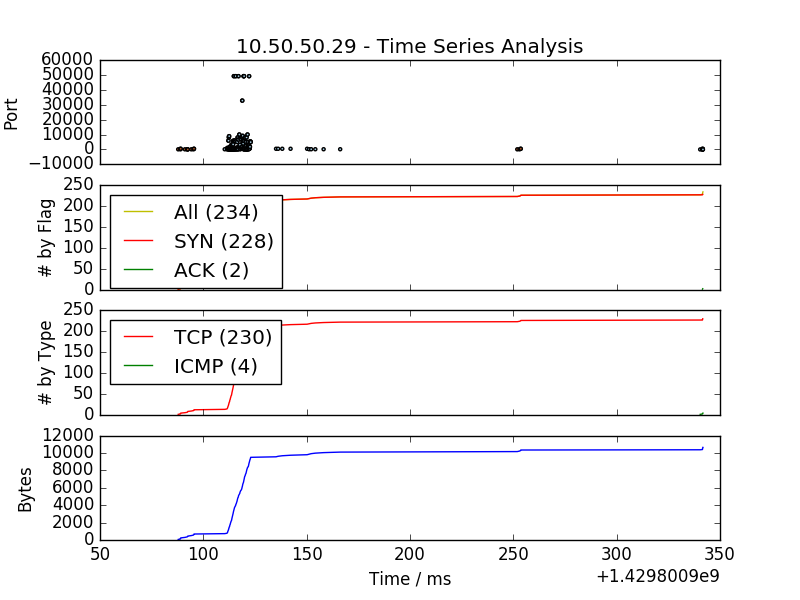 10.50.50.29 - Time Series Analysis
60000
50000
40000
30000
20000
10000
0
−10000
Port
250
200
150
100
50
0
# by Flag
All (234)
SYN (228)
ACK (2)
250
200
150
100
50
0
# by Type
TCP (230)
ICMP (4)
12000
10000
8000
6000
4000
2000
0
Bytes
50 100 150 200 250 300 350
Time / ms
+1.4298009e9